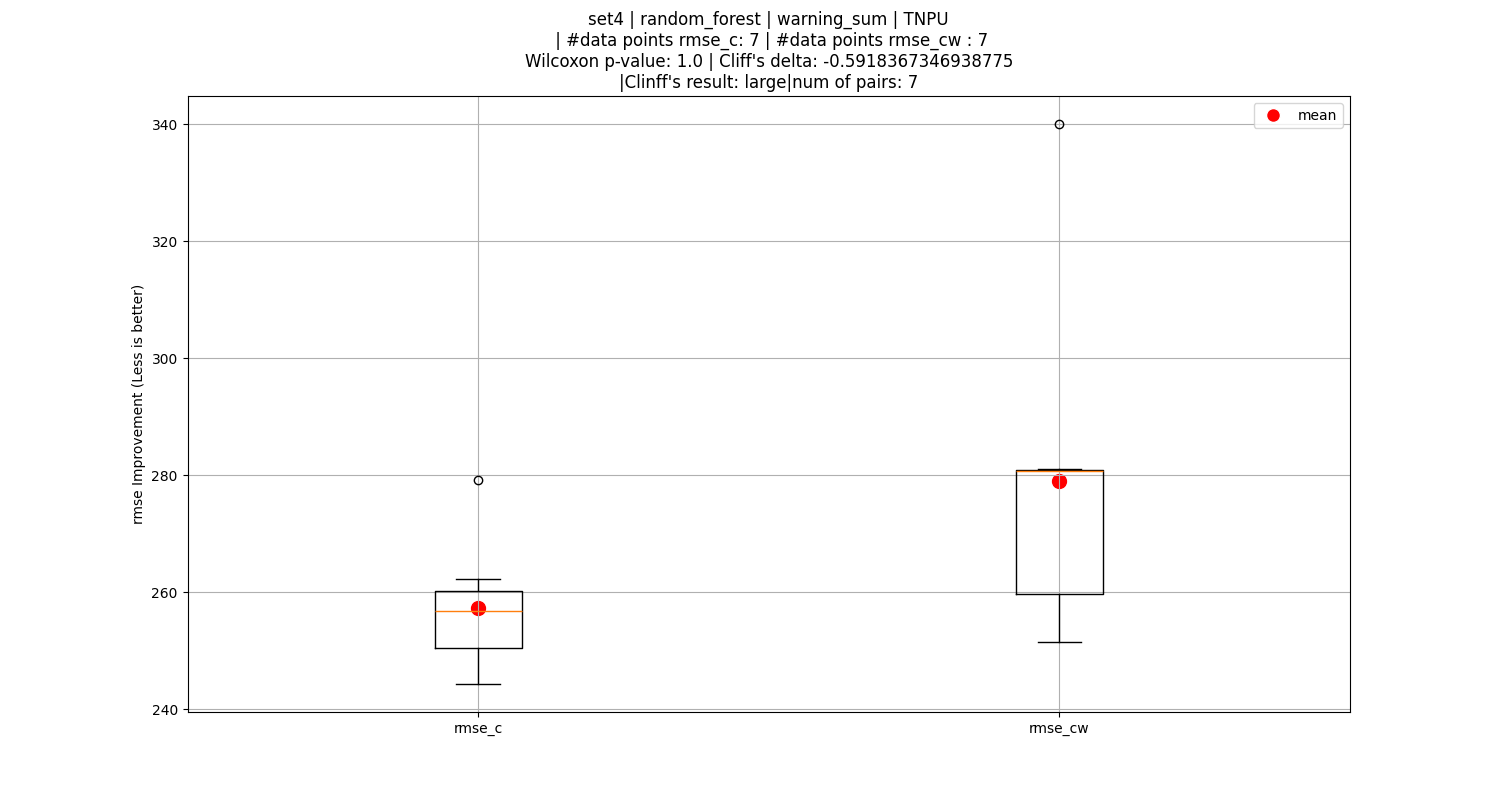 set4 | random_forest | warning_sum | TNPU
| #data points rmse_c: 7 | #data points rmse_cw : 7
Wilcoxon p-value: 1.0 | Cliff's delta: -0.5918367346938775
|Clinff's result: large|num of pairs: 7
mean
340
320
300
280
260
240
rmse Improvement (Less is better)
rmse_c
rmse_cw